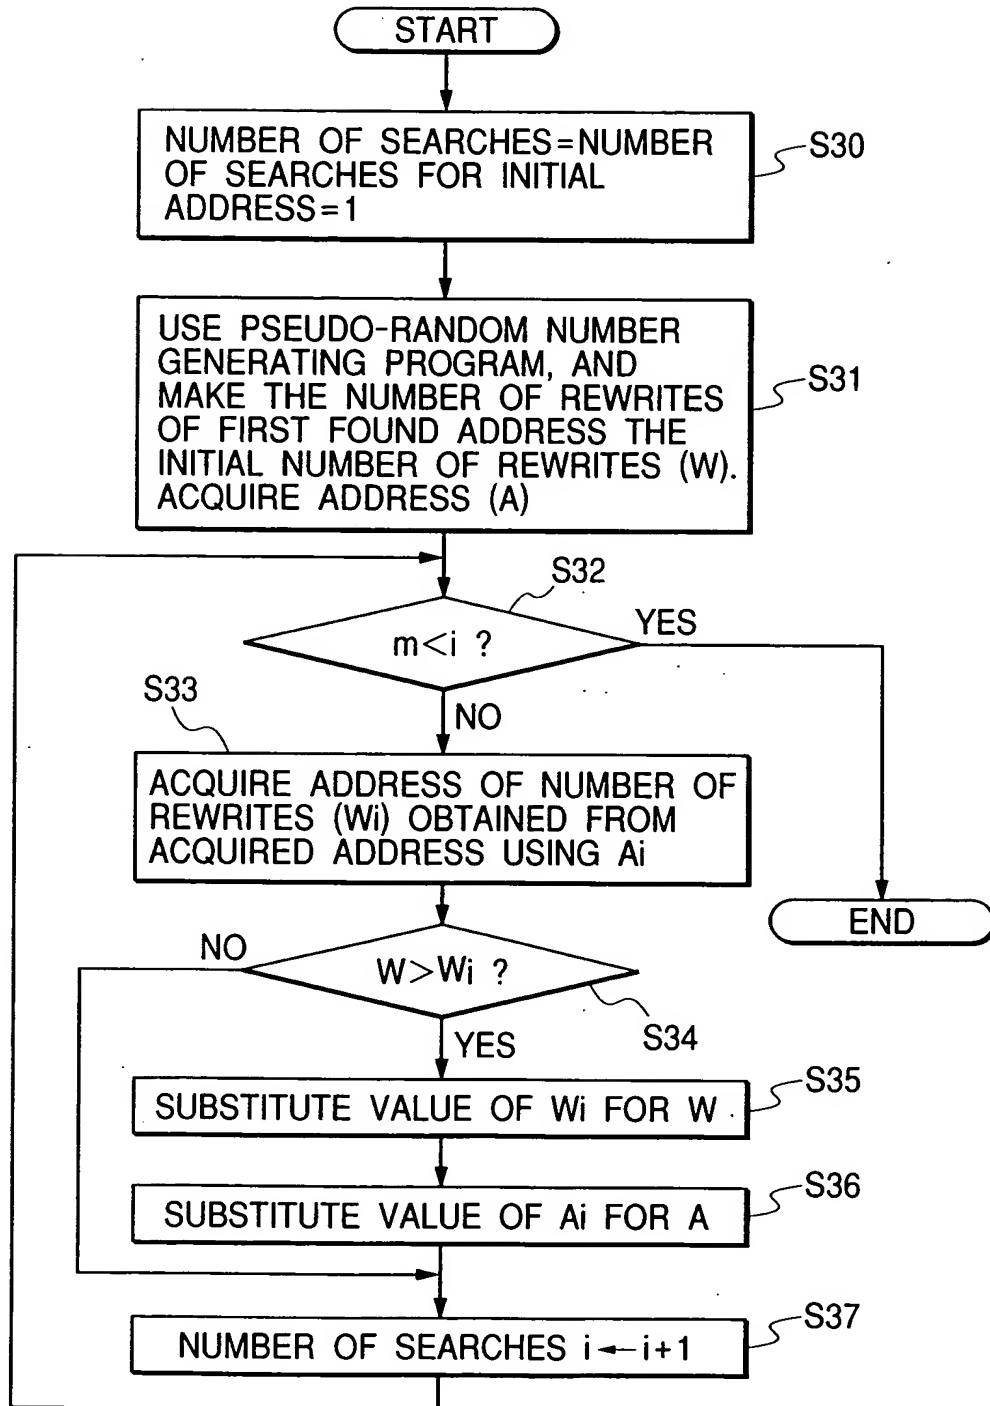 START
NUMBER OF SEARCHES=NUMBER
OF SEARCHES FOR INITIAL
ADDRESS=1
S30
USE PSEUDO-RANDOM NUMBER
GENERATING PROGRAM, AND
MAKE THE NUMBER OF REWRITES
OF FIRST FOUND ADDRESS THE
INITIAL NUMBER OF REWRITES (W).
ACQUIRE ADDRESS (A)
S31
S32
m<i ?
YES
NO
S33
ACQUIRE ADDRESS OF NUMBER OF
REWRITES (Wi) OBTAINED FROM
ACQUIRED ADDRESS USING Ai
END
NO
W>Wi ?
S34
YES
SUBSTITUTE VALUE OF Wi FOR W
S35
SUBSTITUTE VALUE OF Ai FOR A
S36
NUMBER OF SEARCHES i←i+1
S37